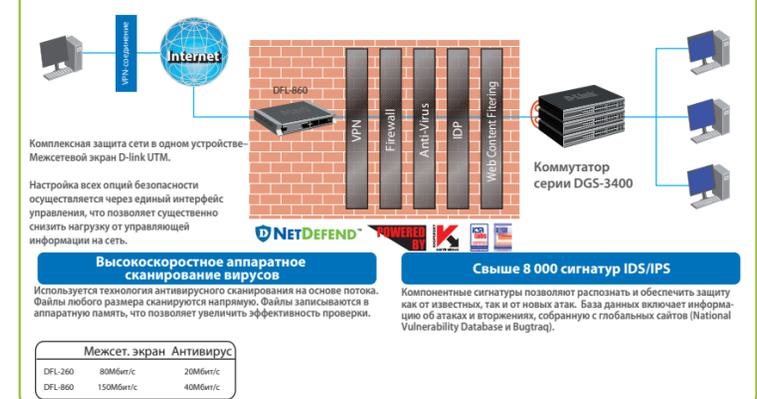 VPN-соединение
Internet
DFL-860
VPN
Firewall
Anti-Virus
IDP
Web Content Fitering
D-Link
Коммутатор
серии DGS-3400
Комплексная защита сети в одном устройстве–
Межсетевой экран D-link UTM.
Настройка всех опций безопасности
осуществляется через единый интерфейс
управления, что позволяет существенно
снизить нагрузку от управляющей
информации на сеть.
NETDEFEND™
POWERED
BY
Высокоскоростное аппаратное
сканирование вирусов
Используется технология антивирусного сканирования на основе потока.
Файлы любого размера сканируются напрямую. Файлы записываются в
аппаратную память, что позволяет увеличить эффективность проверки.
Свыше 8 000 сигнатур IDS/IPS
Компонентные сигнатуры позволяют распознать и обеспечить защиту
как от известных, так и от новых атак. База данных включает информа-
цию об атаках и вторжениях, собранную с глобальных сайтов (National
Vulnerability Database и Bugtraq).
Межсет. экран Антивирус
DFL-260 80Мбит/с 20Мбит/с
DFL-860 150Мбит/с 40Мбит/с